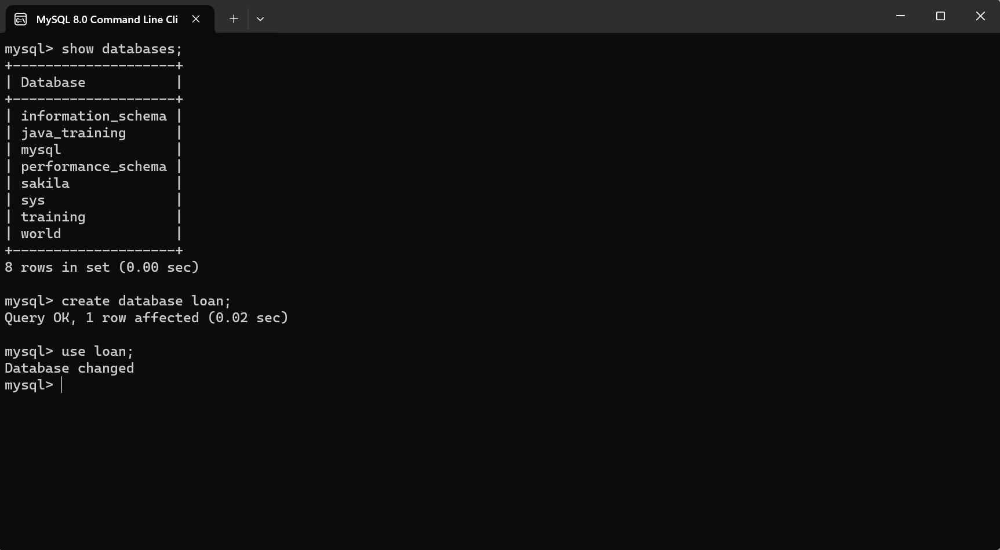 MySQL 8.0 Command Line Cli
mysql> show databases;
+--------------------+
| Database           |
+--------------------+
| information_schema |
| java_training      |
| mysql              |
| performance_schema |
| sakila             |
| sys                |
| training           |
| world              |
+--------------------+
8 rows in set (0.00 sec)
mysql> create database loan;
Query OK, 1 row affected (0.02 sec)
mysql> use loan;
Database changed
mysql>